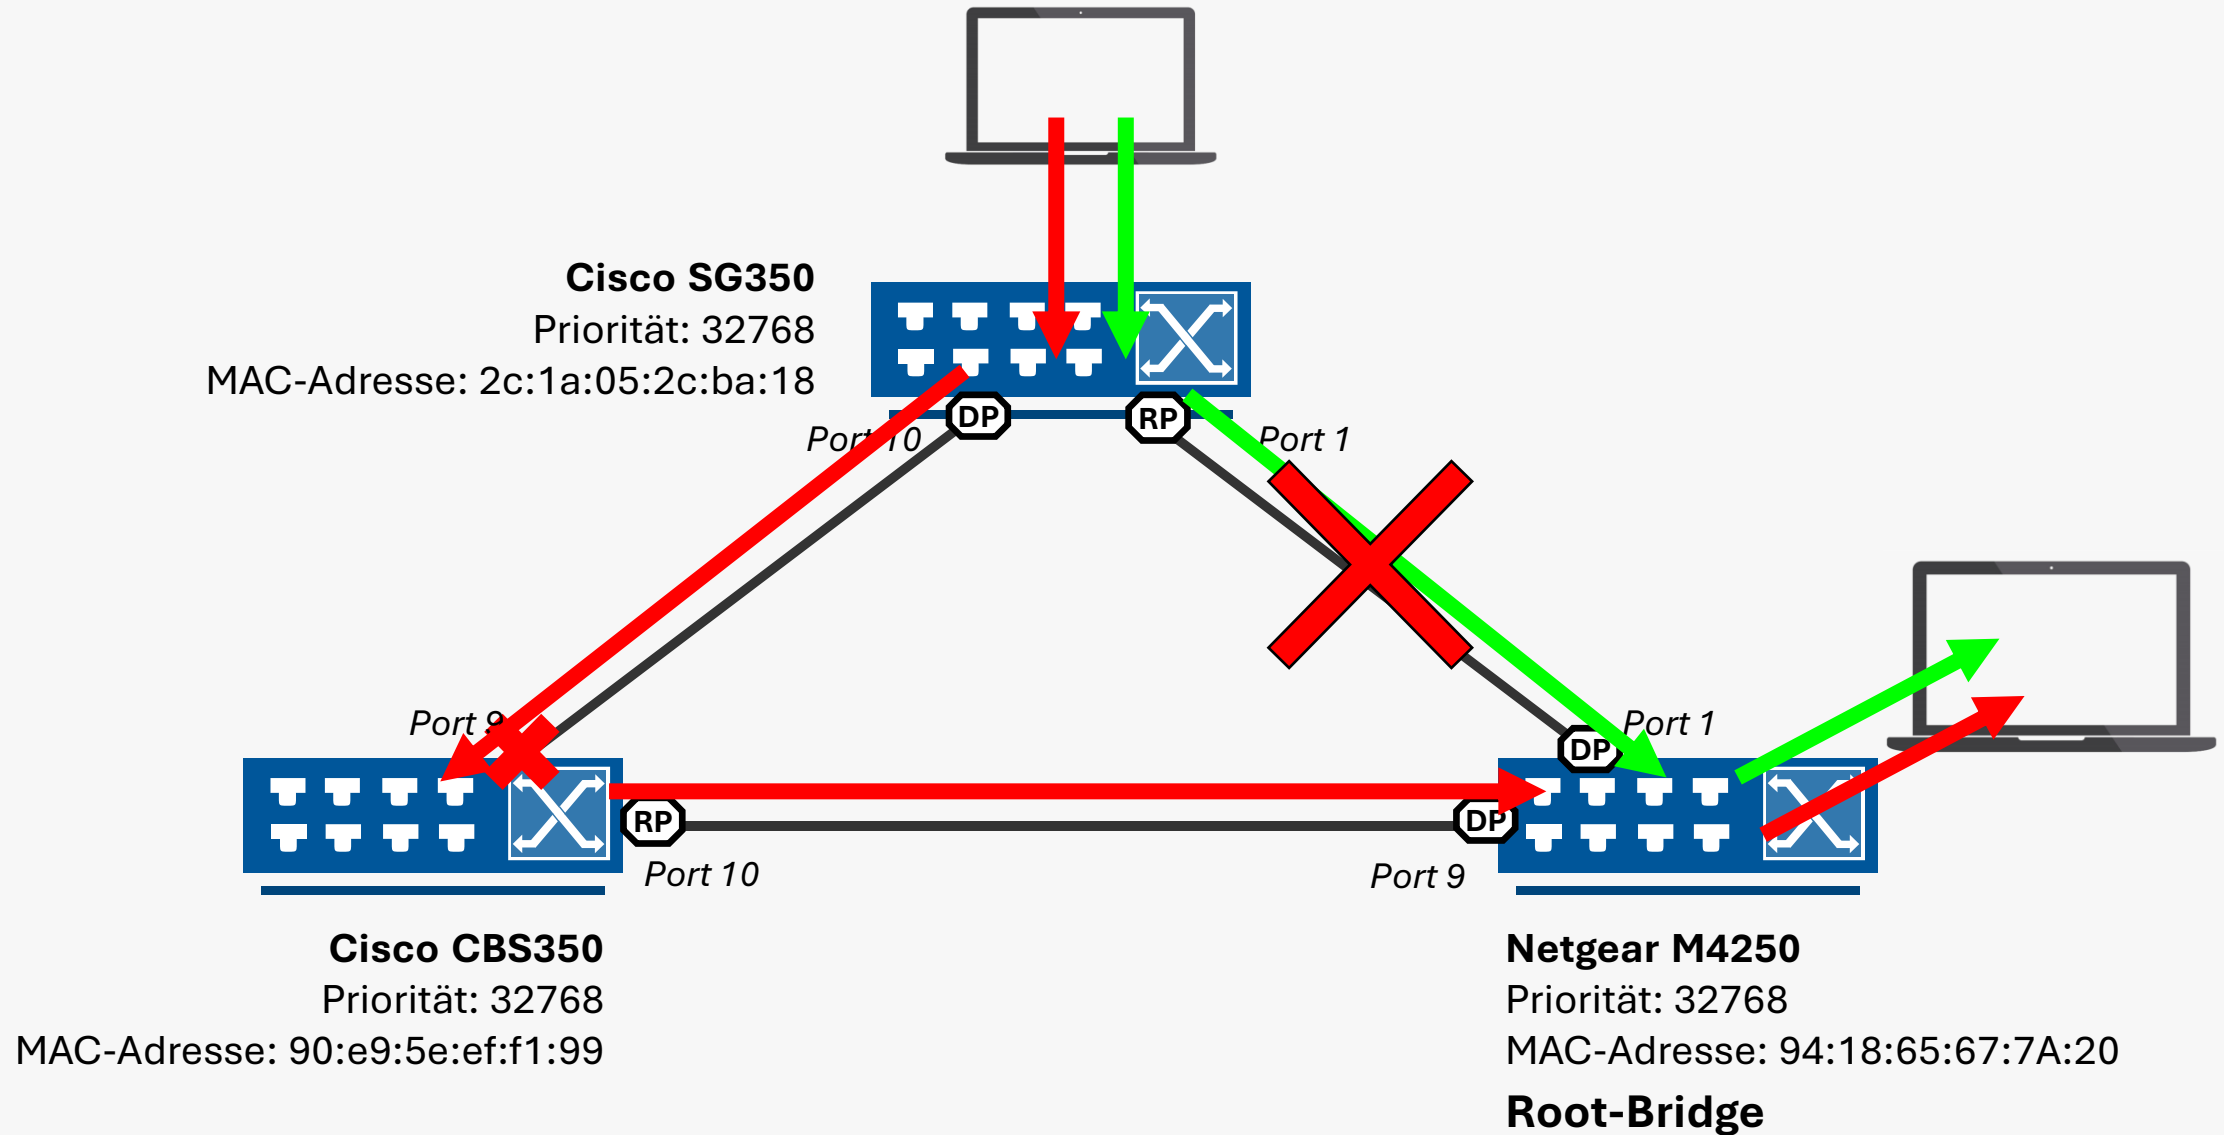 Cisco SG350
Priorität: 32768
MAC-Adresse: 2c:1a:05:2c:ba:18
DP
RP
Port 10
Port 1
Port 9
Port 1
DP
RP
DP
Port 10
Port 9
Cisco CBS350
Priorität: 32768
MAC-Adresse: 90:e9:5e:ef:f1:99
Netgear M4250
Priorität: 32768
MAC-Adresse: 94:18:65:67:7A:20
Root-Bridge